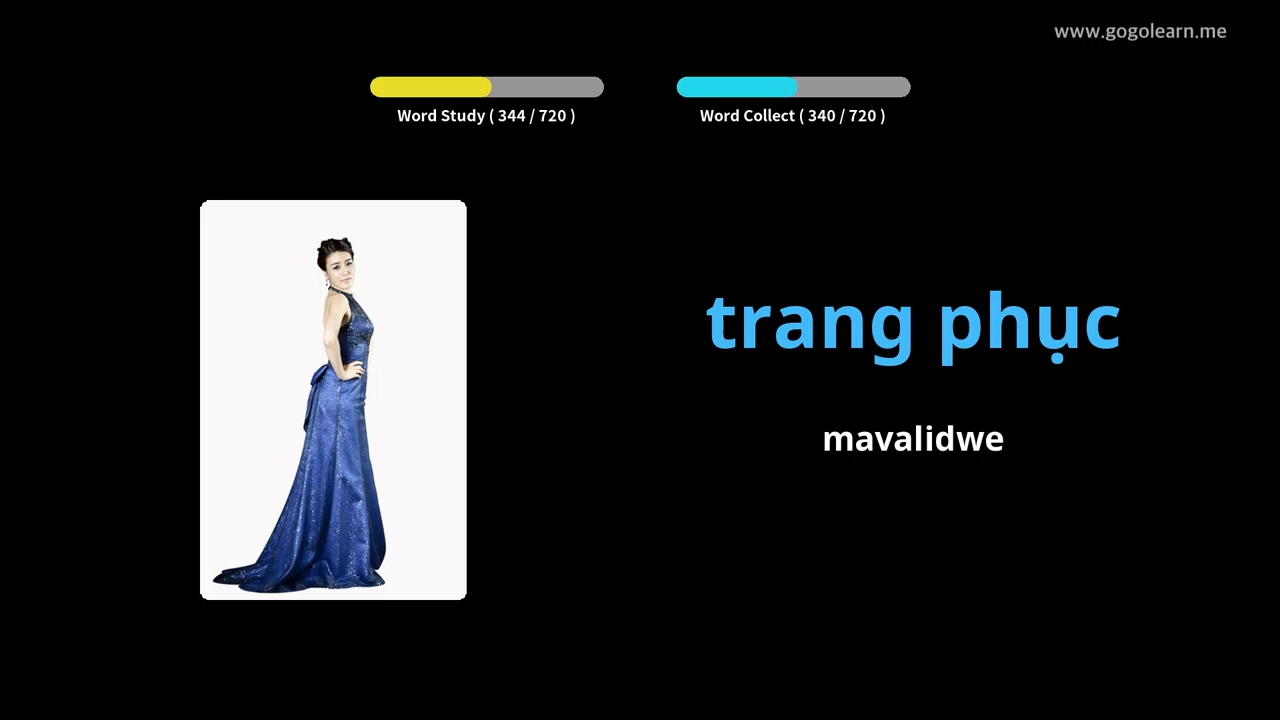 www.gogolearn.me
Word Study ( 344 / 720 )
Word Collect ( 340 / 720 )
trang phục
mavalidwe